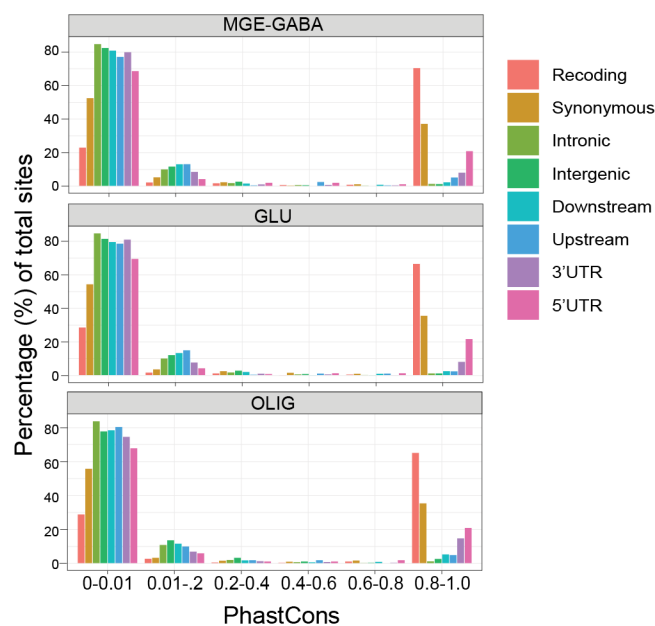 MGE-GABA
80
60
40
20
0
GLU
80
60
40
20
0
OLIG
80
60
40
20
0
0-0.01 0.01-.2 0.2-0.4 0.4-0.6 0.6-0.8 0.8-1.0
PhastCons
Percentage (%) of total sites
Recoding
Synonymous
Intronic
Intergenic
Downstream
Upstream
3'UTR
5'UTR